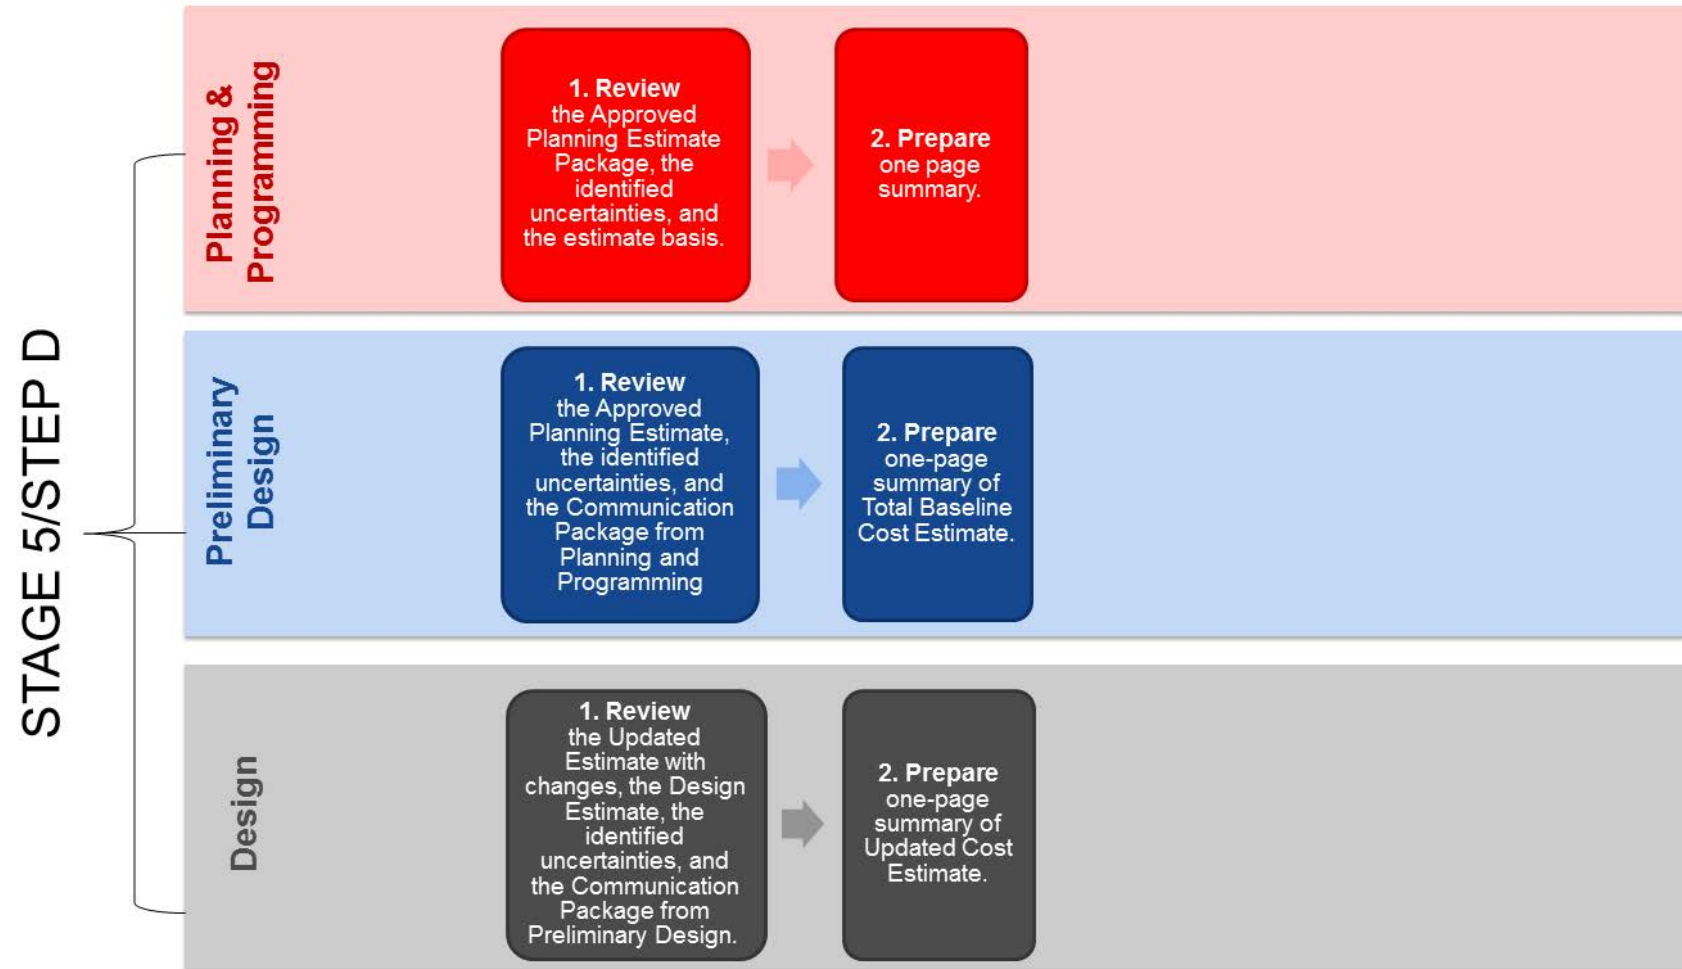 STAGE 5/STEP D
Planning &
Programming
1. Review
the Approved
Planning Estimate
Package, the
identified
uncertainties, and
the estimate basis.
2. Prepare
one page
summary.
Preliminary
Design
1. Review
the Approved
Planning Estimate,
the identified
uncertainties, and
the Communication
Package from
Planning and
Programming
2. Prepare
one-page
summary of
Total Baseline
Cost Estimate.
Design
1. Review
the Updated
Estimate with
changes, the Design
Estimate, the
identified
uncertainties, and
the Communication
Package from
Preliminary Design.
2. Prepare
one-page
summary of
Updated Cost
Estimate.